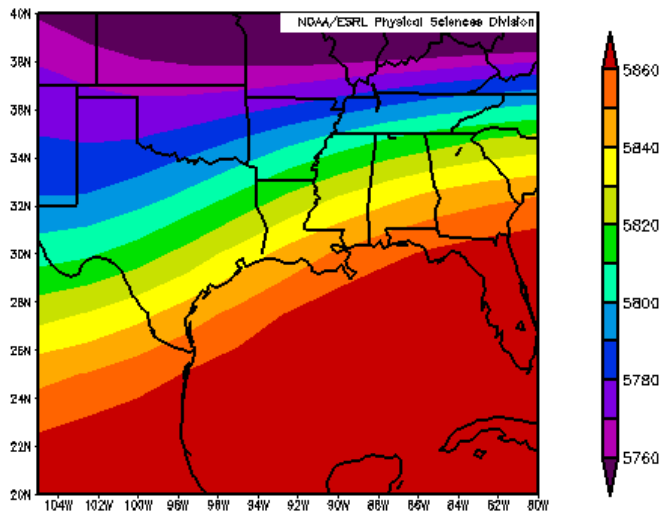 NOAA/ESRL Physical Sciences Division
40N
38N
36N
34N
32N
30N
28N
26N
24N
22N
20N
104W 102W 100W 98W 96W 94W 92W 90W 88W 86W 84W 82W 80W
5860
5840
5820
5800
5780
5760